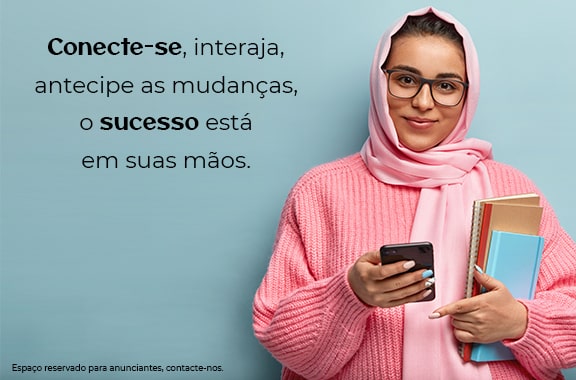 Conecte-se, interaja,
antecipe as mudanças,
o sucesso está
em suas mãos.
Espaço reservado para anunciantes, contacte-nos.